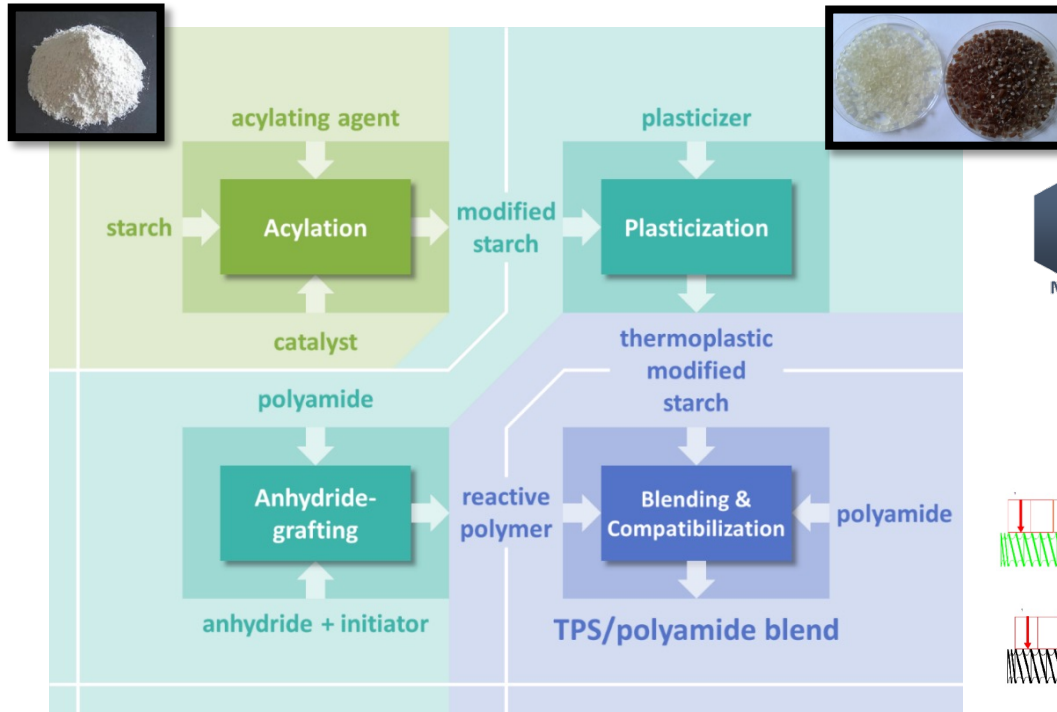 acylating agent
plasticizer
starch
Acylation
modified
starch
Plasticization
catalyst
thermoplastic
modified
starch
polyamide
Anhydride-
grafting
reactive
polymer
Blending &
Compatibilization
polyamide
anhydride + initiator
TPS/polyamide blend